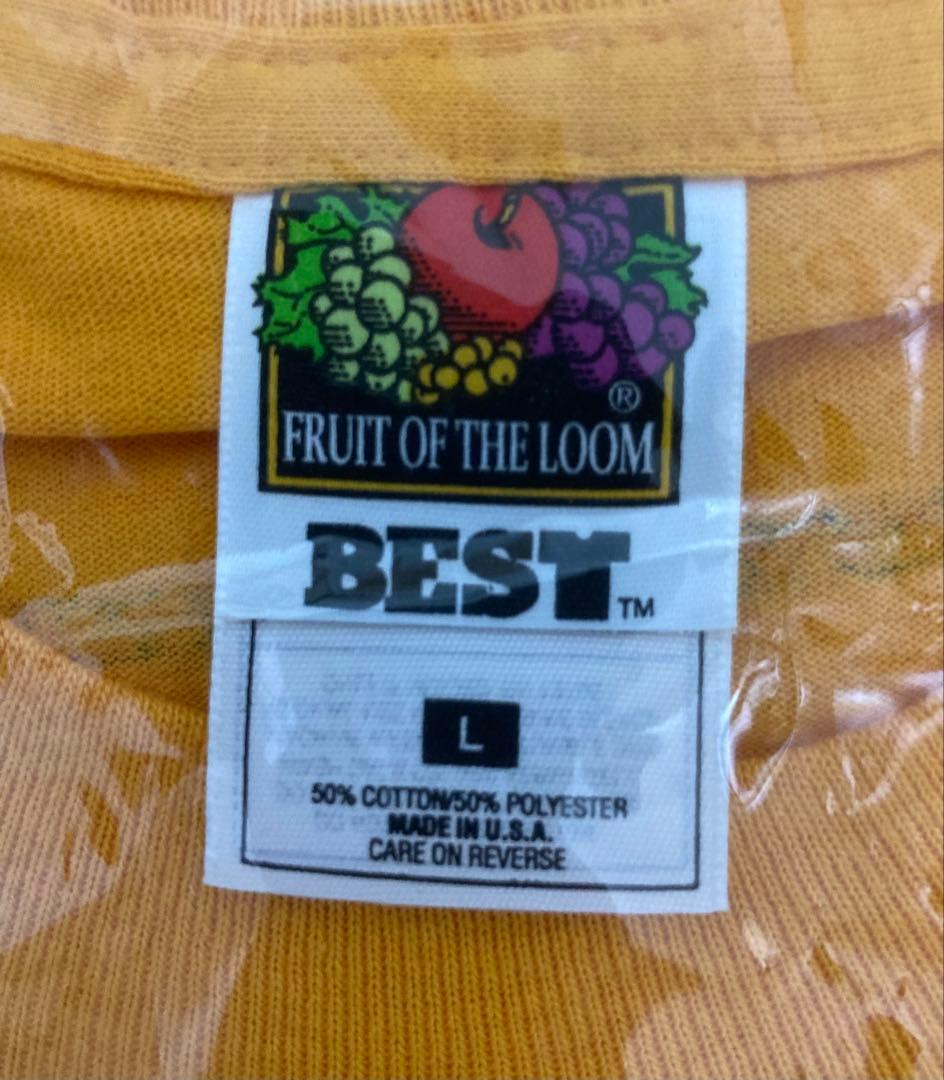 ®
FRUIT OF THE LOOM
BEST™
L
50% COTTON/50% POLYESTER
MADE IN U.S.A.
CARE ON REVERSE